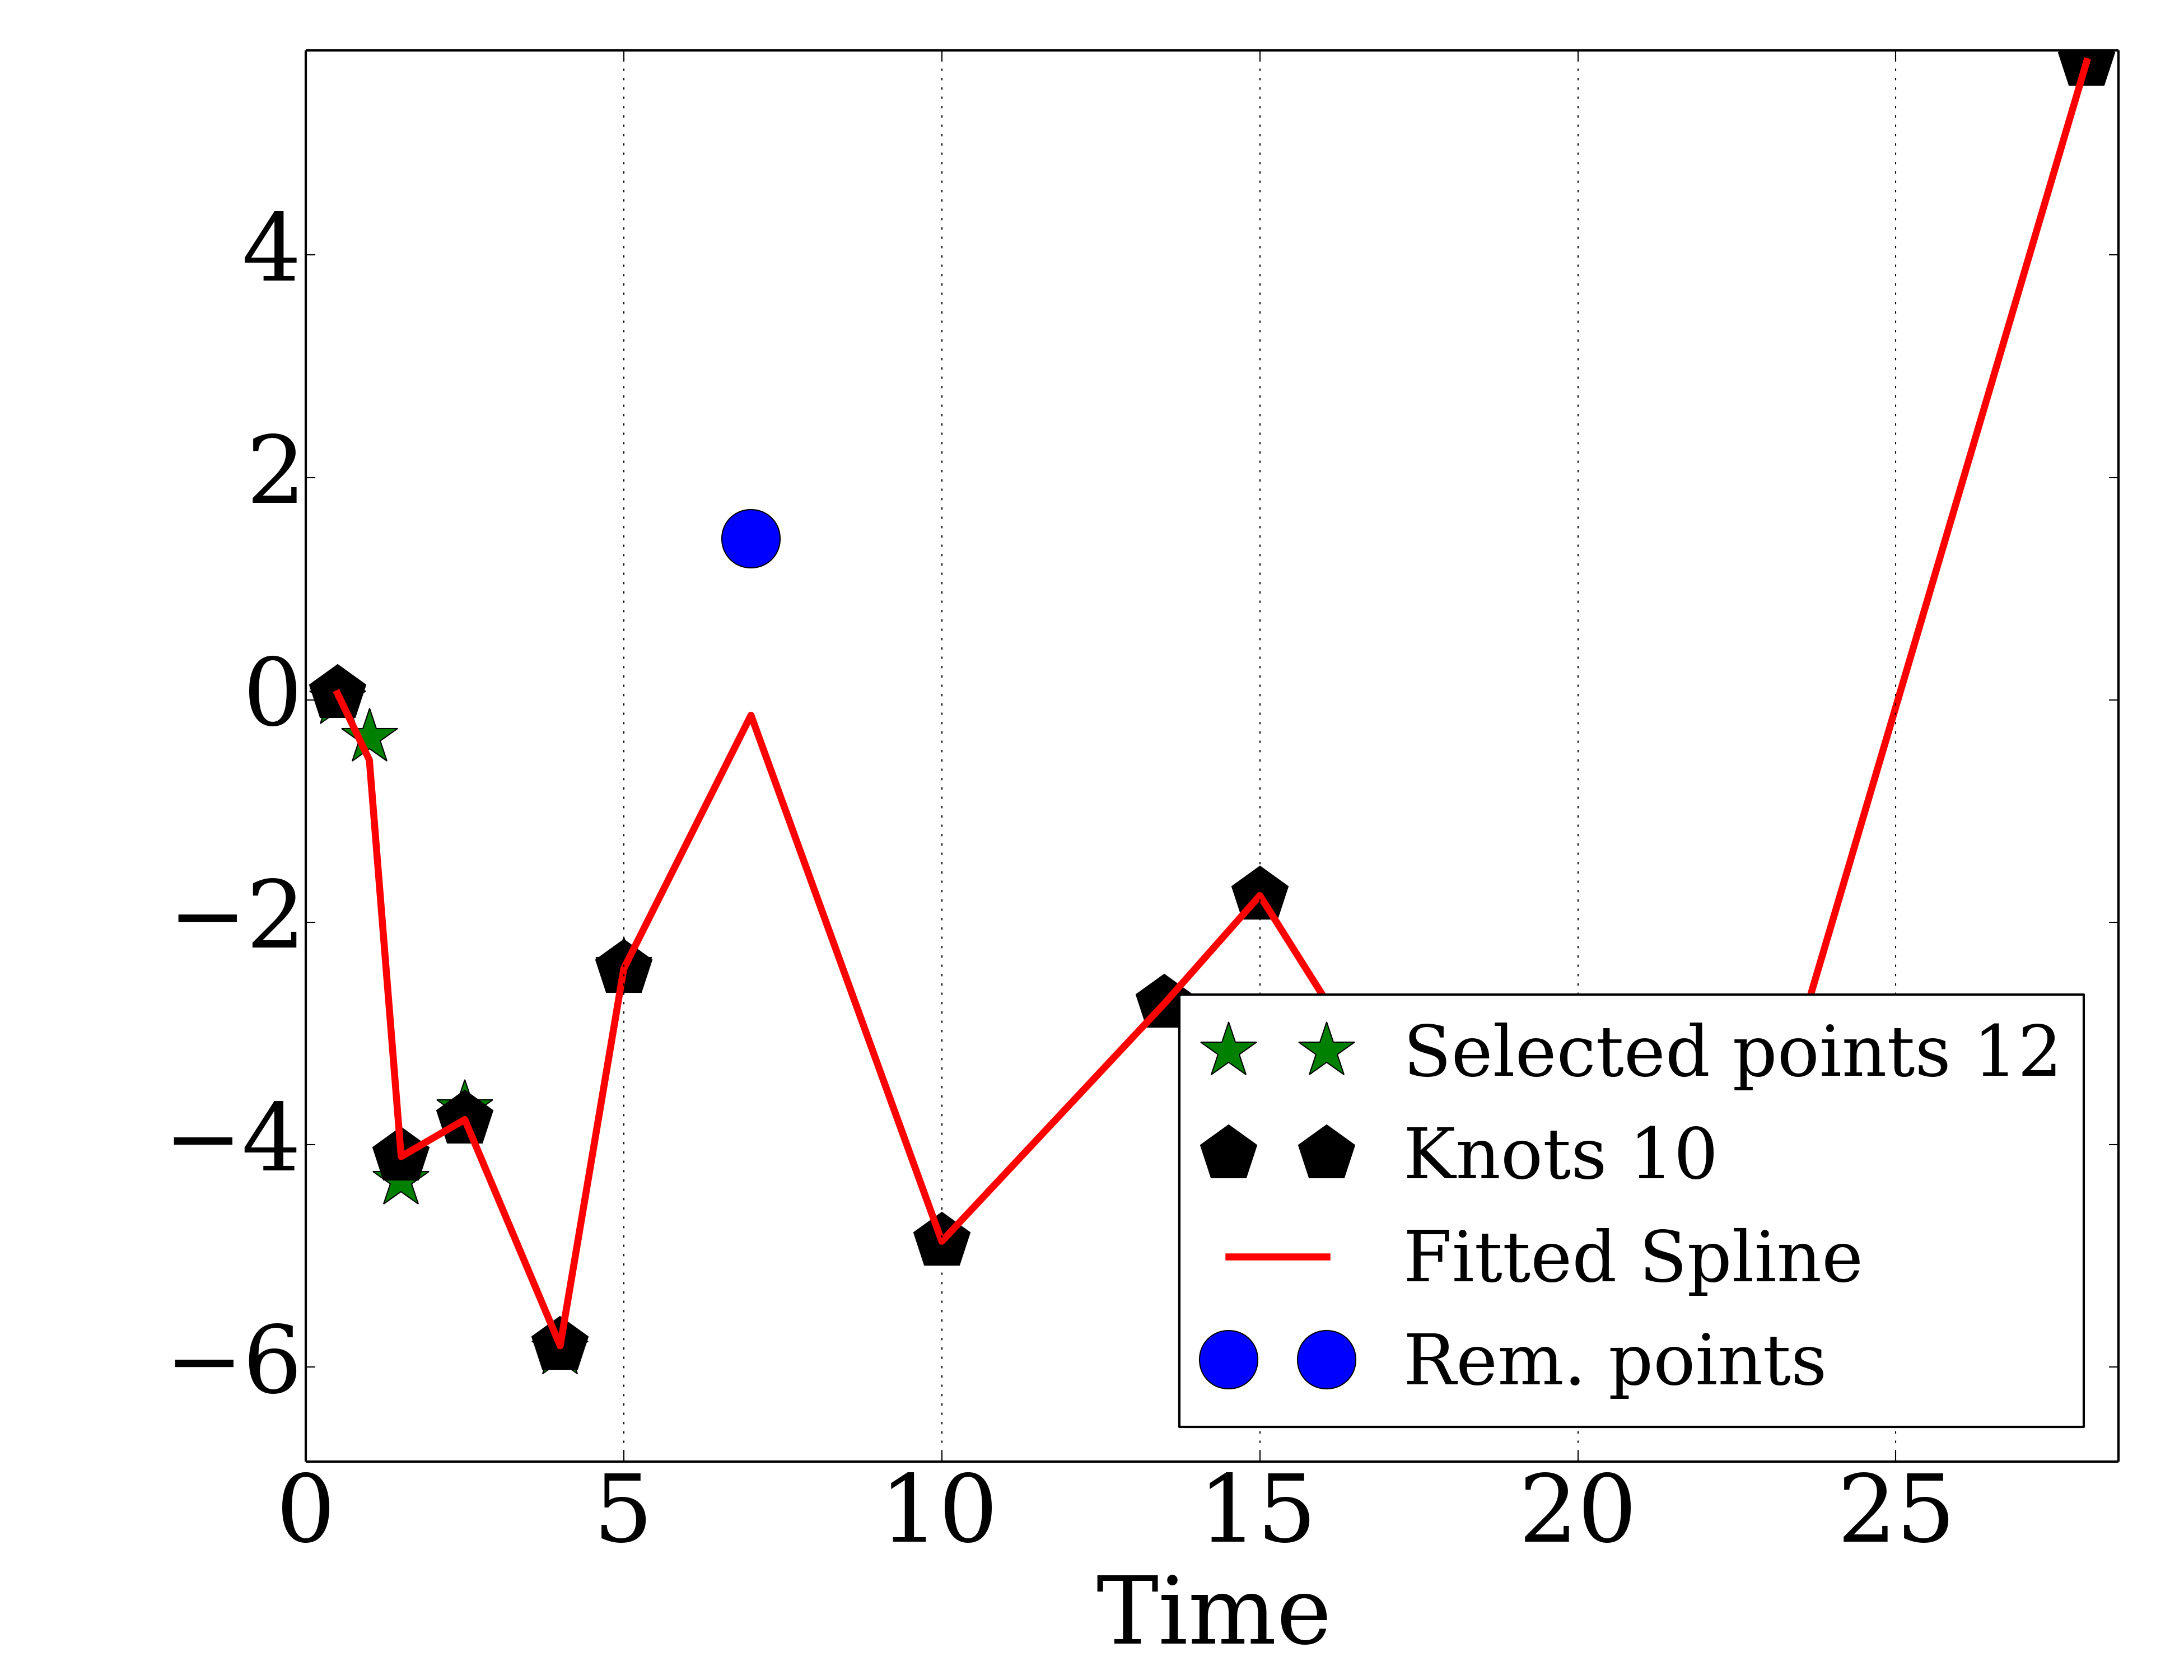 4
2
0
−2
−4
−6
Selected points 12
Knots 10
Fitted Spline
Rem. points
0 5 10 15 20 25
Time